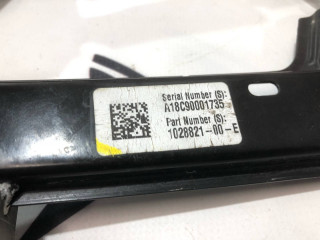 Serial Number (S):
A18C90001735
Part Number (S):
1028821-00-E